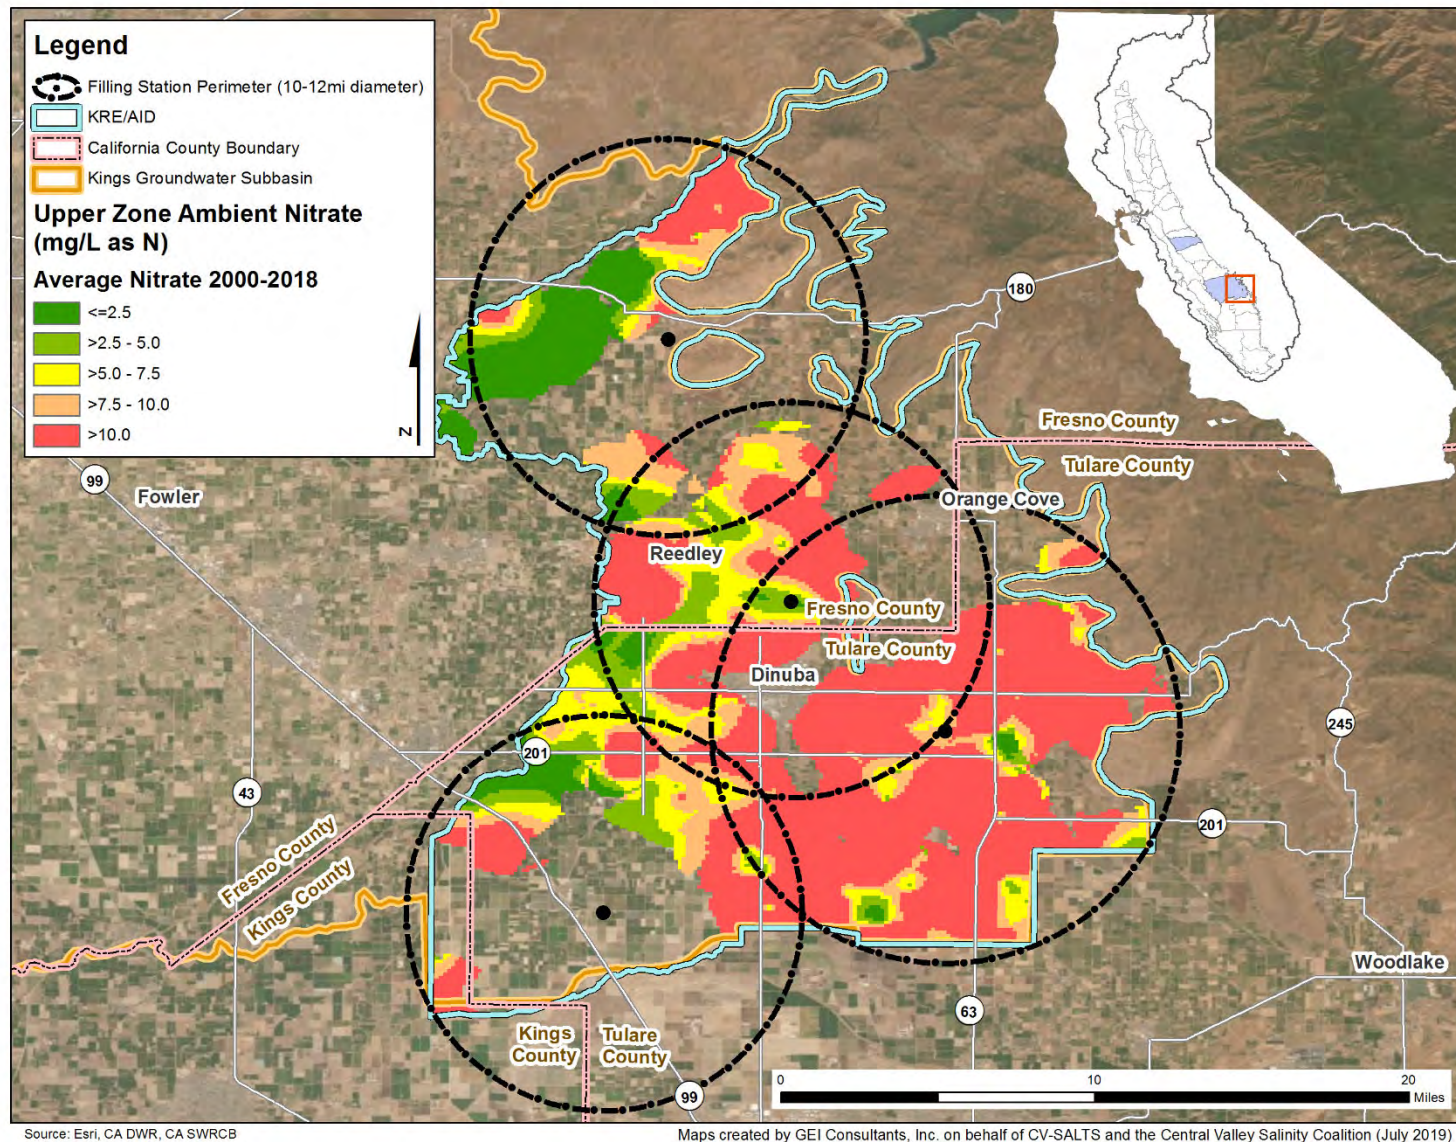 Legend
Filling Station Perimeter (10-12mi diameter)
KRE/AID
California County Boundary
Kings Groundwater Subbasin
Upper Zone Ambient Nitrate
(mg/L as N)
Average Nitrate 2000-2018
<=2.5
>2.5 - 5.0
>5.0 - 7.5
>7.5 - 10.0
>10.0
N
180
Fresno County
Tulare County
99
Fowler
Orange Cove
Reedley
Fresno County
Tulare County
Dinuba
245
201
43
201
Fresno County
Kings County
Woodlake
63
Kings
County
Tulare
County
99
0
10
20
Miles
Source: Esri, CA DWR, CA SWRCB
Maps created by GEI Consultants, Inc. on behalf of CV-SALTS and the Central Valley Salinity Coalition (July 2019)